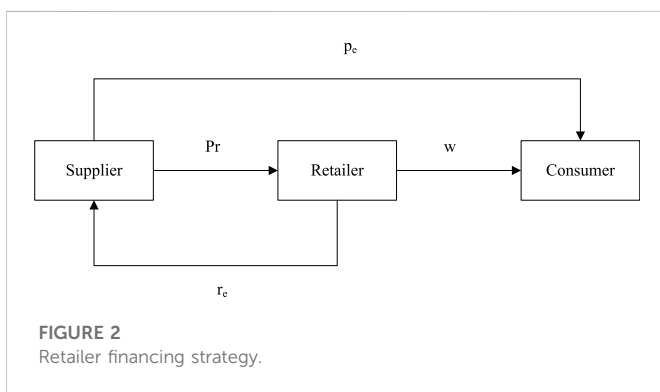 pₑ
Supplier
Pr
Retailer
w
Consumer
rₑ
FIGURE 2
Retailer financing strategy.